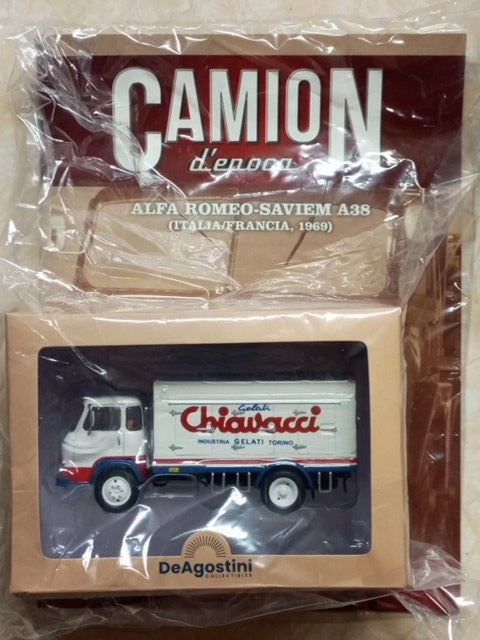 CAMION
d'epoca
ALFA ROMEO-SAVIEM A38
(ITALIA/FRANCIA, 1969)
Gelati
Chiavacci
INDUSTRIA GELATI TORINO
DeAgostini
COLLECTIBLES